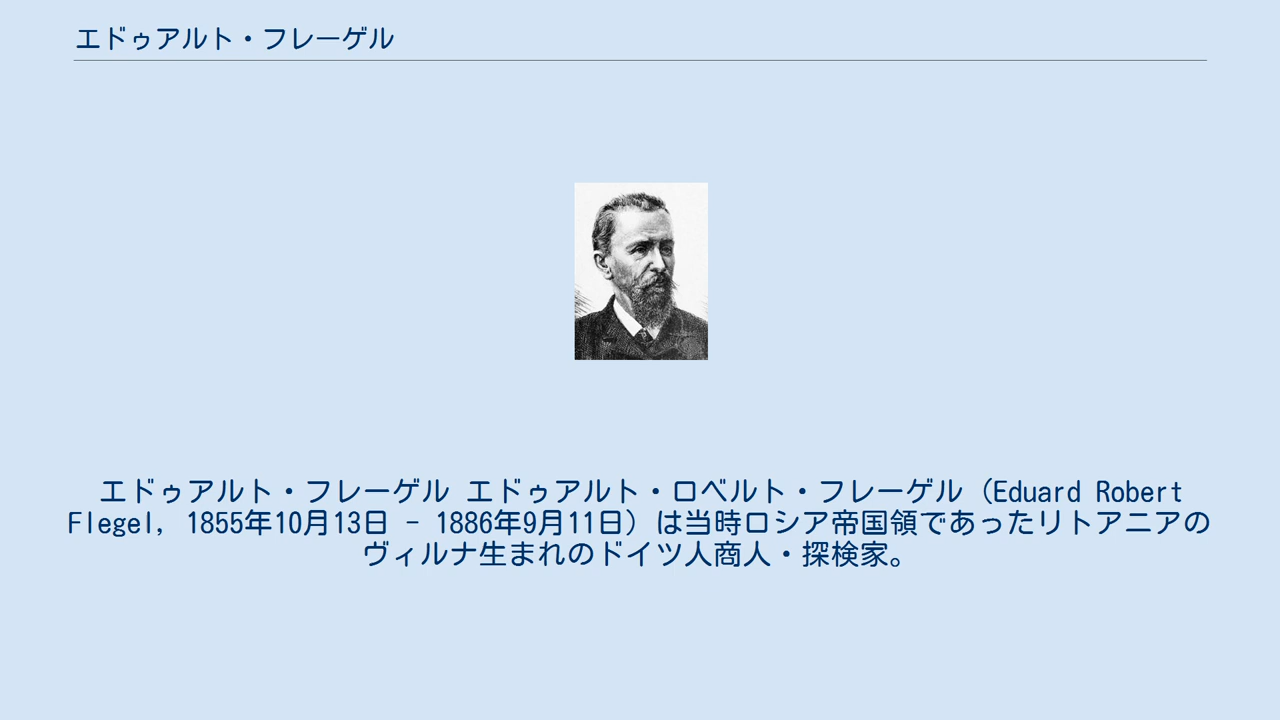 エドゥアルト・フレーゲル
エドゥアルト・フレーゲル エドゥアルト・ロベルト・フレーゲル（Eduard Robert
Flegel, 1855年10月13日 - 1886年9月11日）は当時ロシア帝国領であったリトアニアの
ヴィルナ生まれのドイツ人商人・探検家。